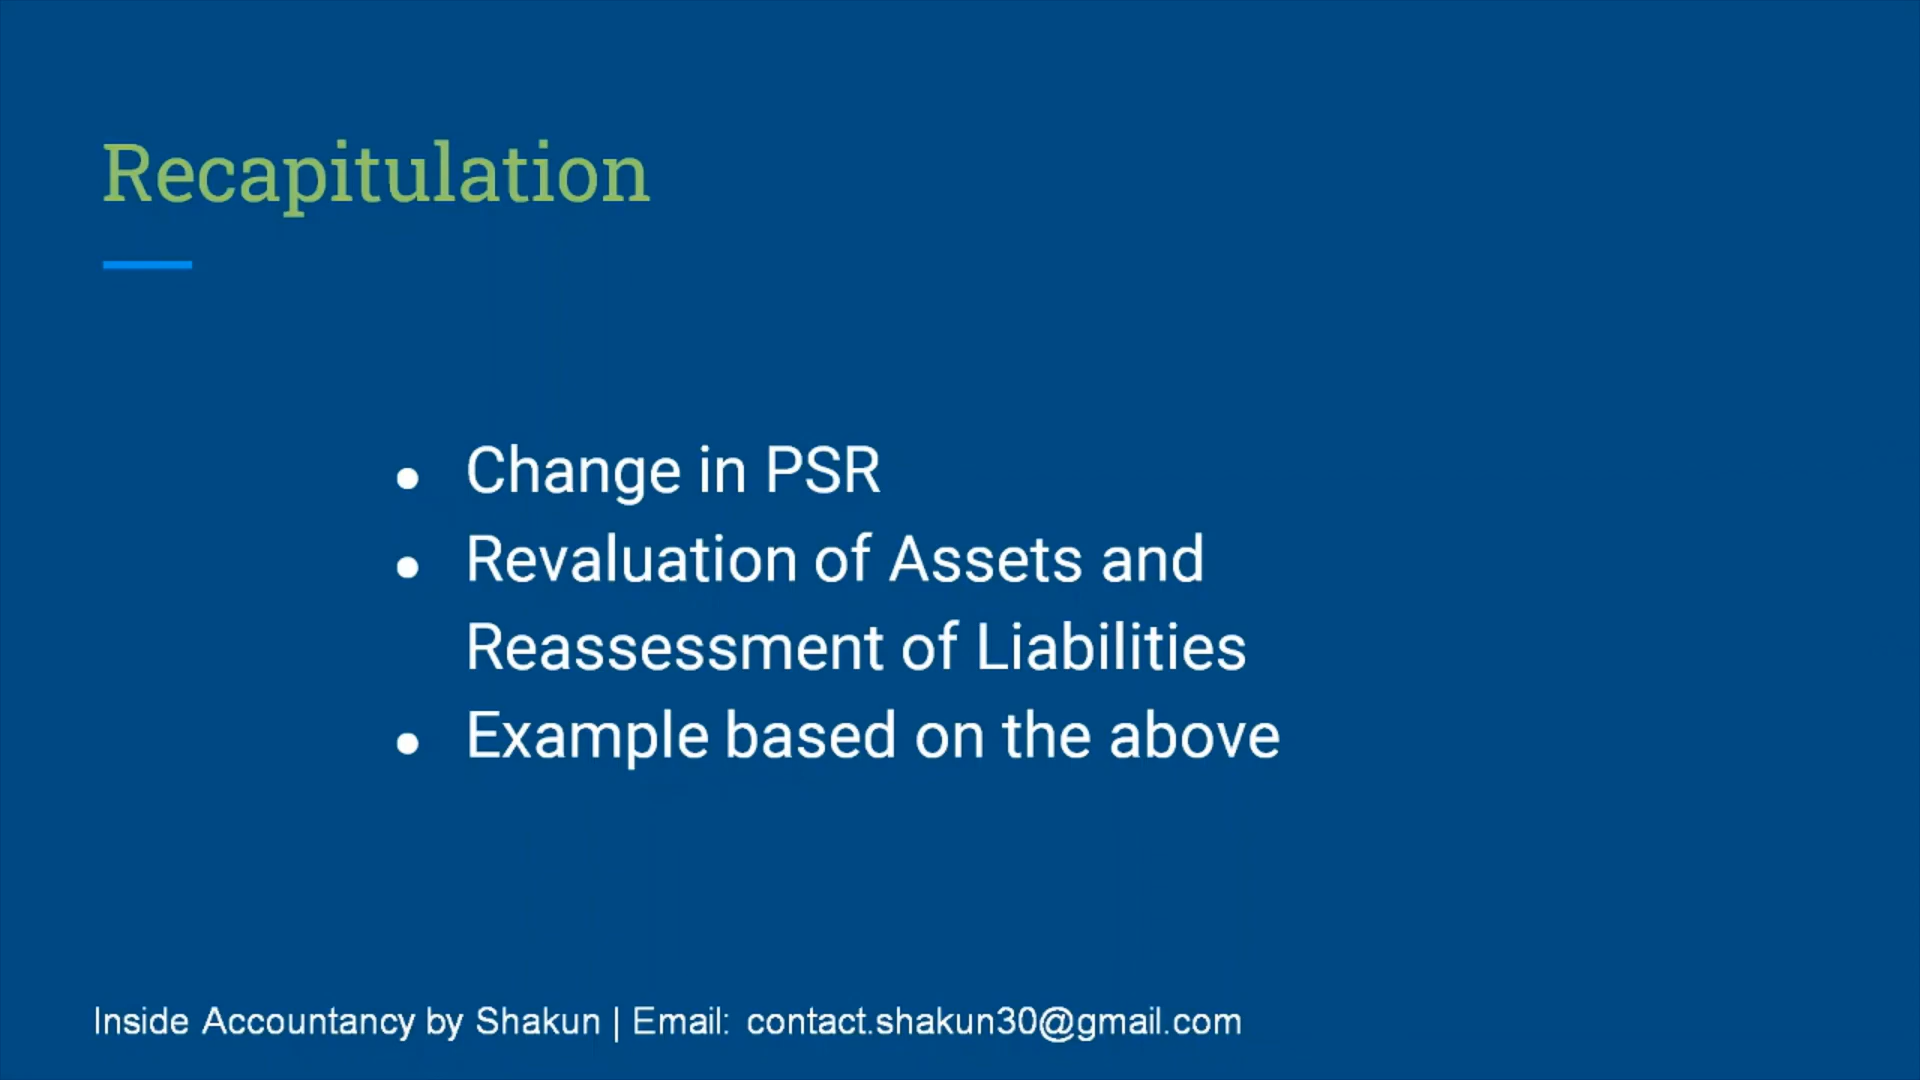 Recapitulation
● Change in PSR
● Revaluation of Assets and
Reassessment of Liabilities
● Example based on the above
Inside Accountancy by Shakun | Email: contact.shakun30@gmail.com